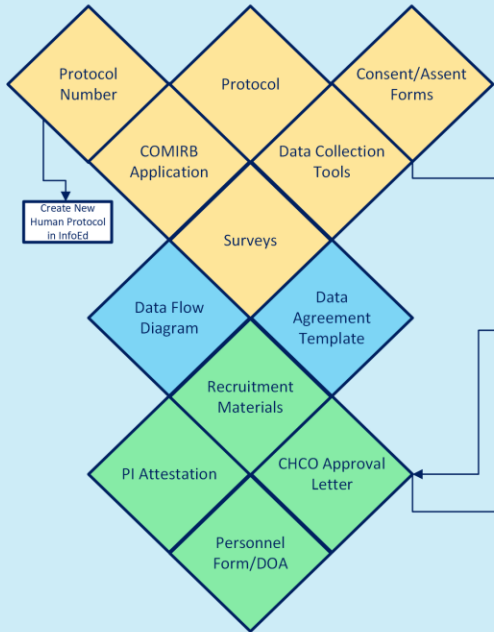 Protocol
Number
Protocol
Consent/Assent
Forms
COMIRB
Application
Data Collection
Tools
Create New
Human Protocol
in InfoEd
Surveys
Data Flow
Diagram
Data
Agreement
Template
Recruitment
Materials
PI Attestation
CHCO Approval
Letter
Personnel
Form/DOA